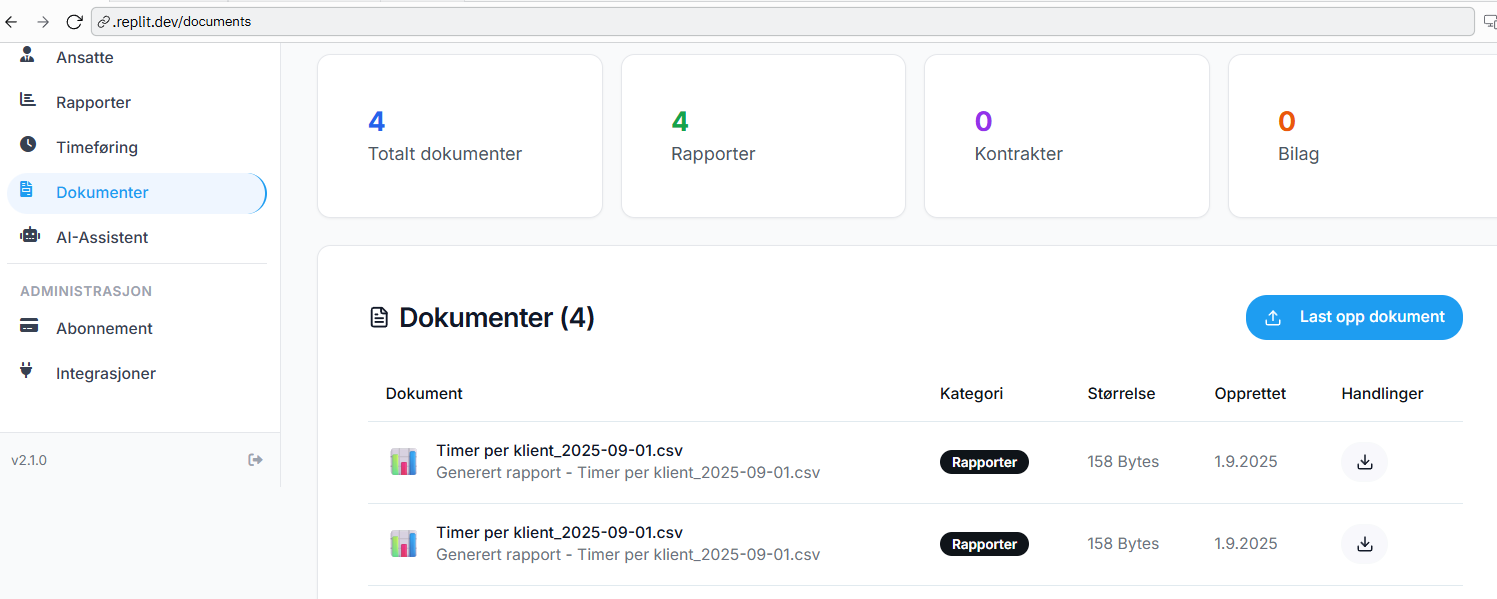 .replit.dev/documents
Ansatte
Rapporter
Timeføring
Dokumenter
AI-Assistent
ADMINISTRASJON
Abonnement
Integrasjoner
v2.1.0
4
Totalt dokumenter
4
Rapporter
0
Kontrakter
0
Bilag
Dokumenter (4)
Last opp dokument
Dokument Kategori Størrelse Opprettet Handlinger
Timer per klient_2025-09-01.csv
Generert rapport - Timer per klient_2025-09-01.csv
Rapporter 158 Bytes 1.9.2025
Timer per klient_2025-09-01.csv
Generert rapport - Timer per klient_2025-09-01.csv
Rapporter 158 Bytes 1.9.2025